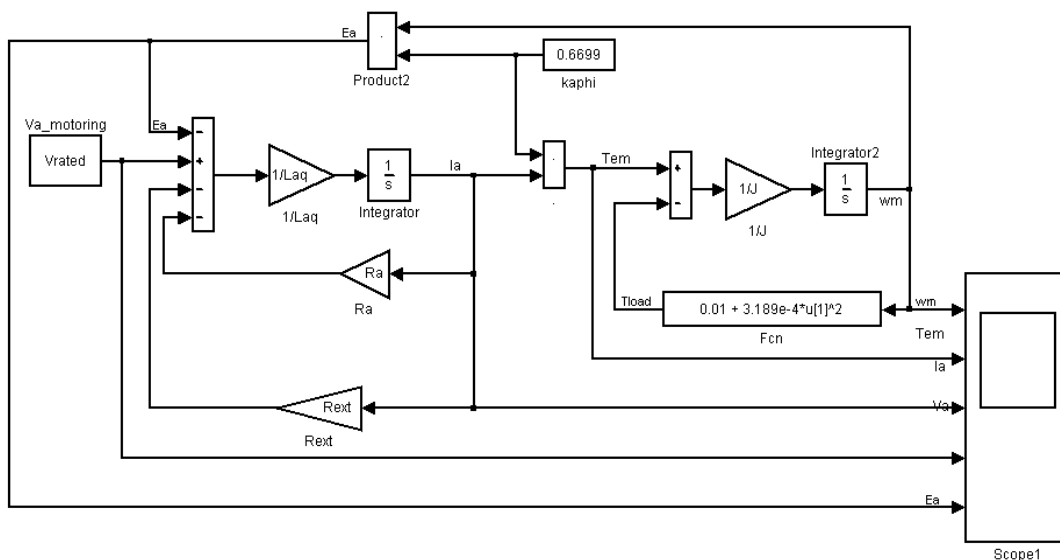 Ea
.
0.6699
Product2
kaphi
Va_motoring
Ea
Vrated
-
+
-
-
1/Laq
1/Laq
1
s
Integrator
Ia
.
.
.
Tem
+
-
1/J
1/J
Integrator2
1
s
wm
Ra
Ra
Tload
0.01 + 3.189e-4*u[1]^2
Fcn
wm
Tem
Ia
Rext
Rext
Va
Ea
Scope1